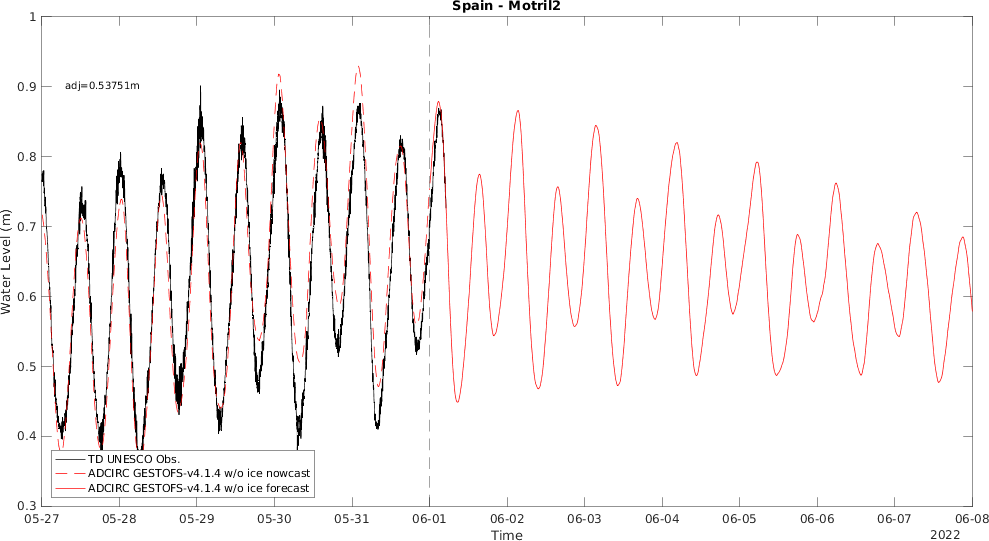 Spain - Motril2
1
0.9
0.8
0.7
0.6
0.5
0.4
0.3
Water Level (m)
adj=0.53751m
TD UNESCO Obs.
ADCIRC GESTOFS-v4.1.4 w/o ice nowcast
ADCIRC GESTOFS-v4.1.4 w/o ice forecast
05-27 05-28 05-29 05-30 05-31 06-01 06-02 06-03 06-04 06-05 06-06 06-07 06-08
Time
2022